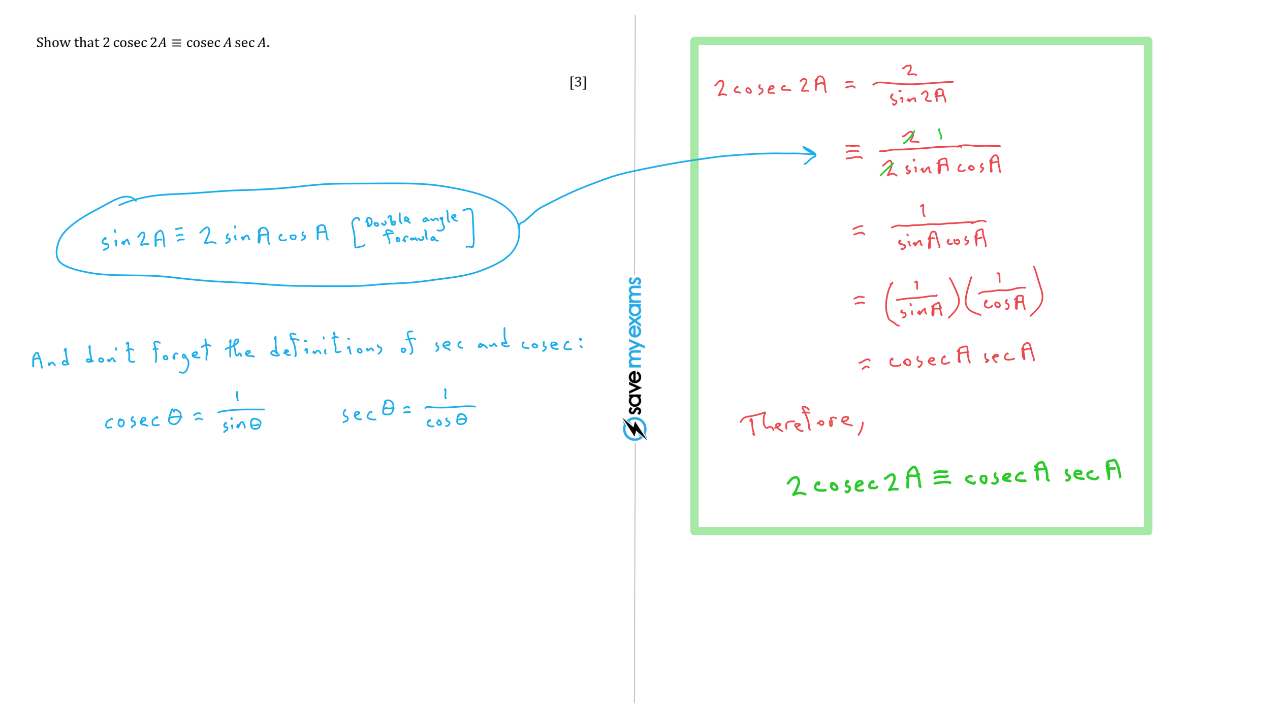 Show that 2 cosec 2A ≡ cosec A sec A.
[3]
sin 2A ≡ 2 sin A cos A [Double angle formula]
And don't forget the definitions of sec and cosec:
cosec θ = 1/sin θ    sec θ = 1/cos θ
save my exams
2 cosec 2A = 2/sin 2A
≡ 2 1/2 sin A cos A
= 1/sin A cos A
= (1/sin A)(1/cos A)
= cosec A sec A
Therefore,
2 cosec 2A ≡ cosec A sec A